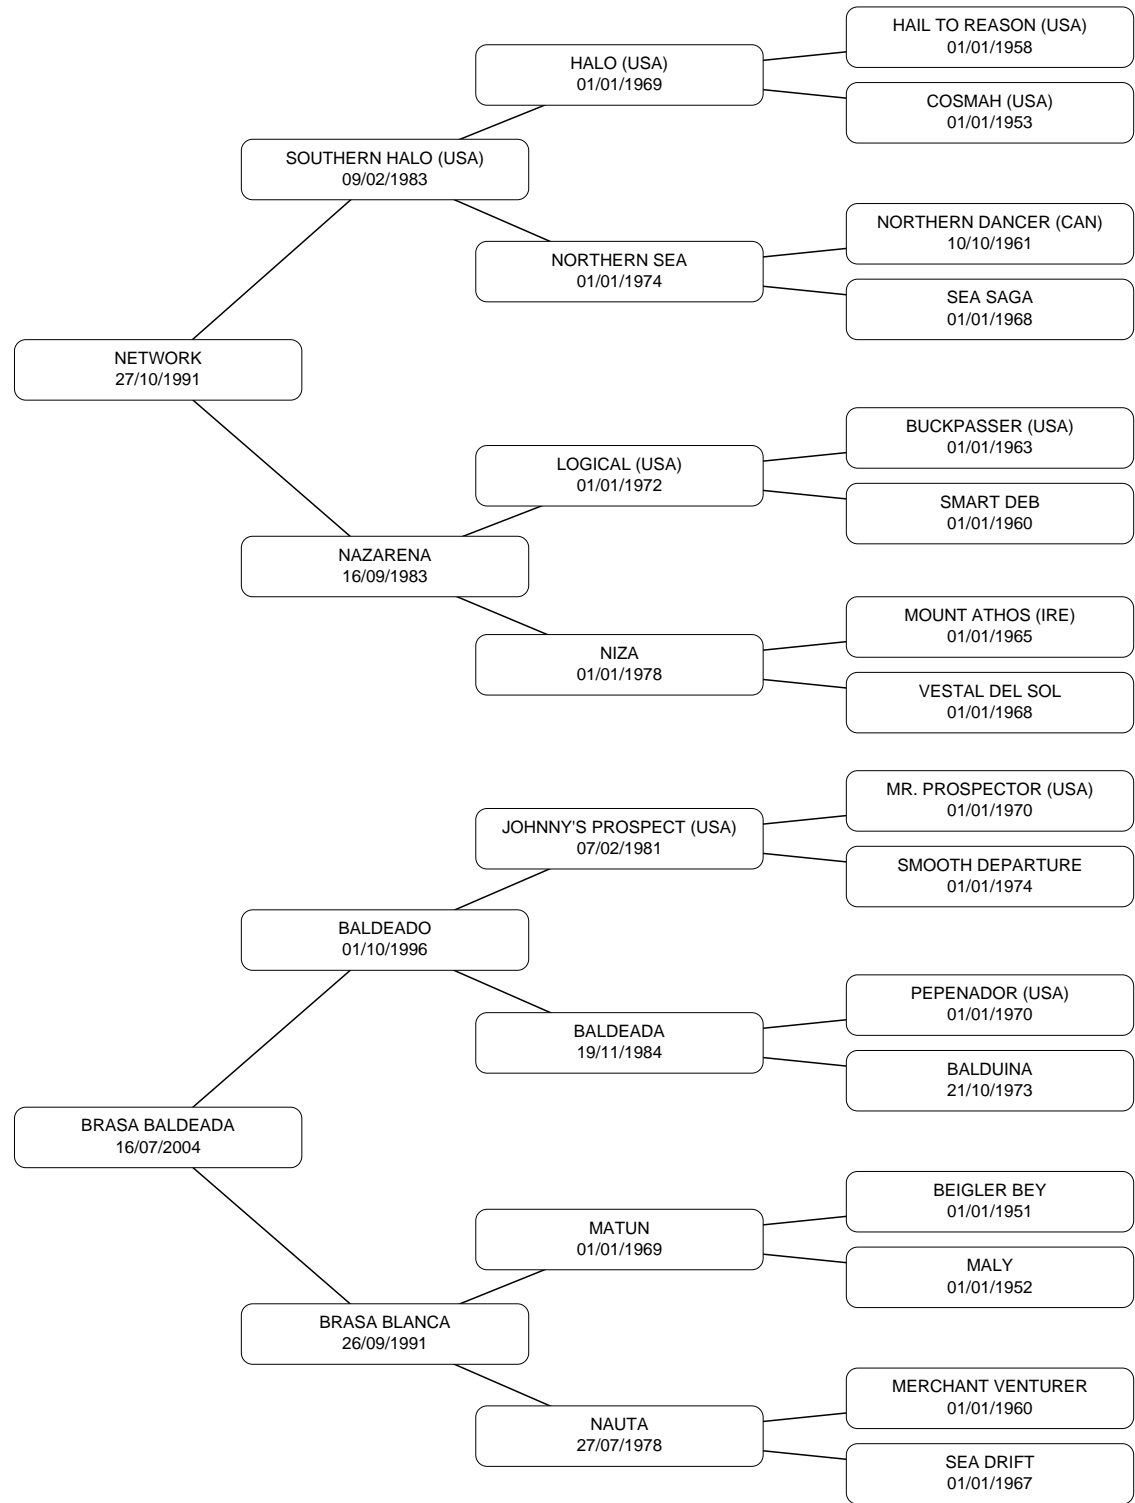 HAIL TO REASON (USA)
01/01/1958
HALO (USA)
01/01/1969
COSMAH (USA)
01/01/1953
SOUTHERN HALO (USA)
09/02/1983
NORTHERN DANCER (CAN)
10/10/1961
NORTHERN SEA
01/01/1974
SEA SAGA
01/01/1968
NETWORK
27/10/1991
BUCKPASSER (USA)
01/01/1963
LOGICAL (USA)
01/01/1972
SMART DEB
01/01/1960
NAZARENA
16/09/1983
MOUNT ATHOS (IRE)
01/01/1965
NIZA
01/01/1978
VESTAL DEL SOL
01/01/1968
MR. PROSPECTOR (USA)
01/01/1970
JOHNNY'S PROSPECT (USA)
07/02/1981
SMOOTH DEPARTURE
01/01/1974
BALDEADO
01/10/1996
PEPENADOR (USA)
01/01/1970
BALDEADA
19/11/1984
BALDUINA
21/10/1973
BRASA BALDEADA
16/07/2004
BEIGLER BEY
01/01/1951
MATUN
01/01/1969
MALY
01/01/1952
BRASA BLANCA
26/09/1991
MERCHANT VENTURER
01/01/1960
NAUTA
27/07/1978
SEA DRIFT
01/01/1967